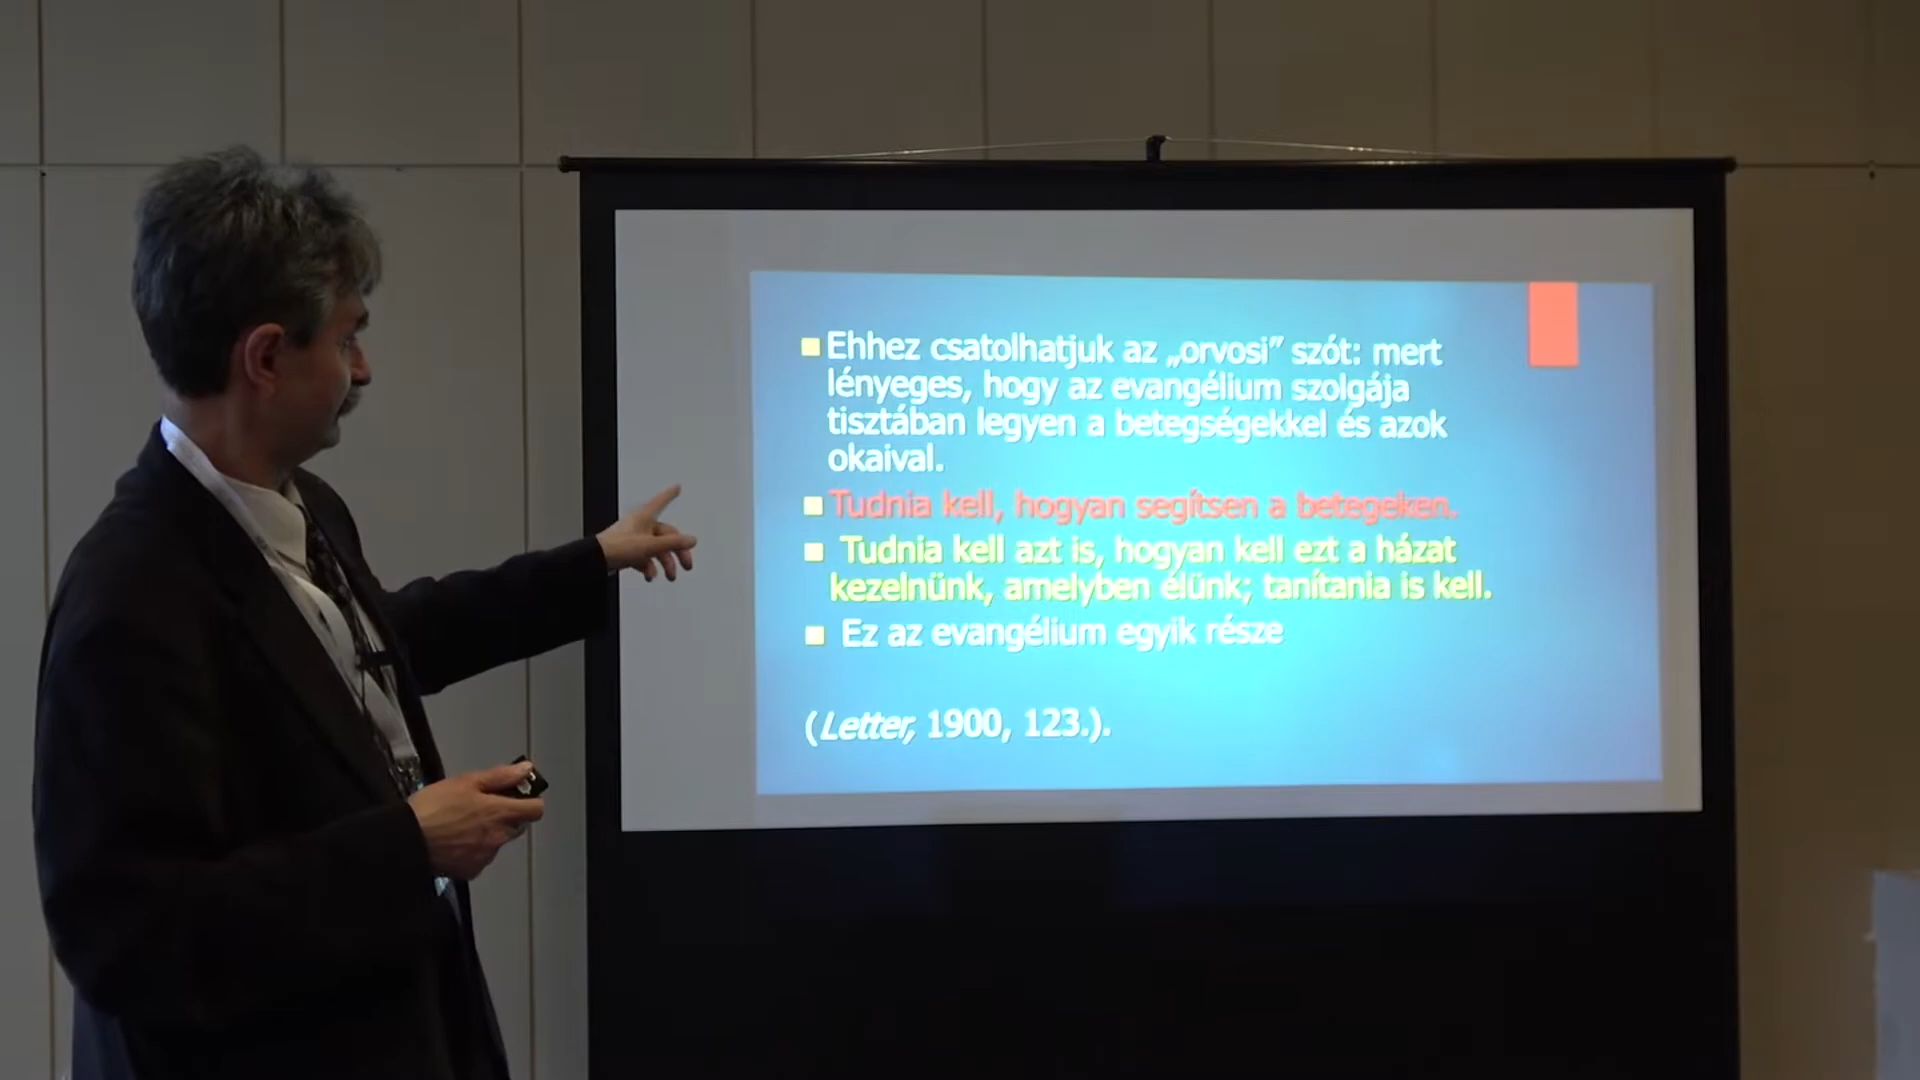 Ehhez csatolhatjuk az „orvosi” szót: mert
lényeges, hogy az evangélium szolgája
tisztában legyen a betegségekkel és azok
okaival.
Tudnia kell, hogyan segítsen a betegeken.
Tudnia kell azt is, hogyan kell ezt a házat
kezelnünk, amelyben élünk; tanítania is kell.
Ez az evangélium egyik része
(Letter, 1900, 123.).